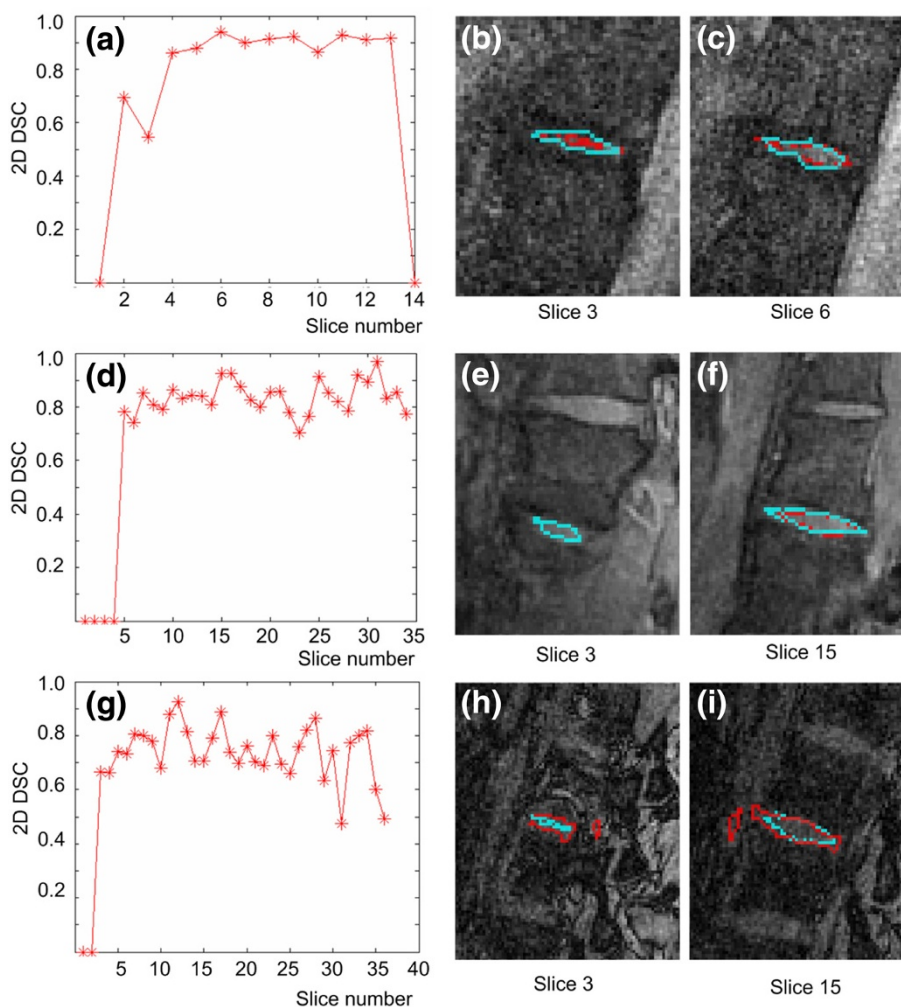 (a)
2D DSC
1.0
0.8
0.6
0.4
0.2
2 4 6 8 10 12 14
Slice number
(b)
Slice 3
(c)
Slice 6
(d)
2D DSC
1.0
0.8
0.6
0.4
0.2
5 10 15 20 25 30 35
Slice number
(e)
Slice 3
(f)
Slice 15
(g)
2D DSC
1.0
0.8
0.6
0.4
0.2
5 10 15 20 25 30 35 40
Slice number
(h)
Slice 3
(i)
Slice 15